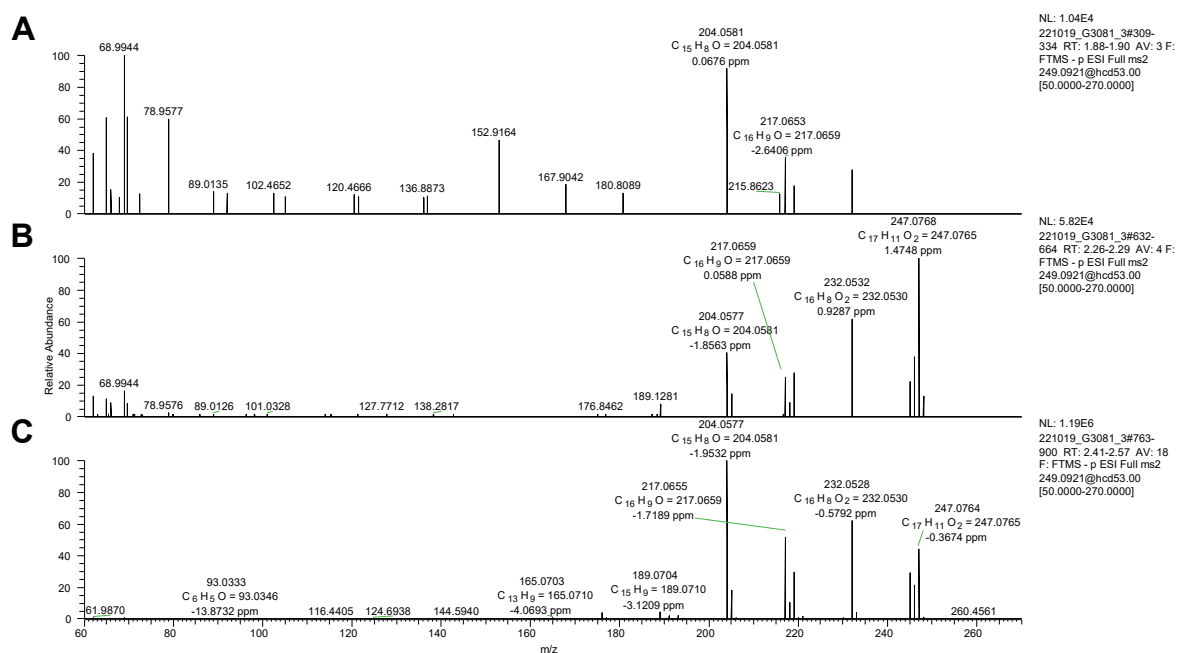 A
204.0581
C 15 H 8 O = 204.0581
0.0676 ppm
68.9944
78.9577
89.0135
102.4652
120.4666
136.8873
152.9164
167.9042
180.8089
215.8623
217.0653
C 16 H 9 O = 217.0659
-2.6406 ppm
100
80
60
40
20
0
NL: 1.04E4
221019_G3081_3#309-
334 RT: 1.88-1.90 AV: 3 F:
FTMS - p ESI Full ms2
249.0921@hcd53.00
[50.0000-270.0000]
B
247.0768
C 17 H 11 O 2 = 247.0765
1.4748 ppm
217.0659
C 16 H 9 O = 217.0659
0.0588 ppm
232.0532
C 16 H 8 O 2 = 232.0530
0.9287 ppm
204.0577
C 15 H 8 O = 204.0581
-1.8563 ppm
68.9944
78.9576
89.0126
101.0328
127.7712
138.2817
176.8462
189.1281
100
80
60
40
20
0
Relative Abundance
NL: 5.82E4
221019_G3081_3#632-
664 RT: 2.26-2.29 AV: 4 F:
FTMS - p ESI Full ms2
249.0921@hcd53.00
[50.0000-270.0000]
C
204.0577
C 15 H 8 O = 204.0581
-1.9532 ppm
217.0655
C 16 H 9 O = 217.0659
-1.7189 ppm
232.0528
C 16 H 8 O 2 = 232.0530
-0.5792 ppm
247.0764
C 17 H 11 O 2 = 247.0765
-0.3674 ppm
93.0333
C 6 H 5 O = 93.0346
-13.8732 ppm
165.0703
C 13 H 9 = 165.0710
-4.0693 ppm
189.0704
C 15 H 9 = 189.0710
-3.1209 ppm
61.9870
116.4405
124.6938
144.5940
260.4561
100
80
60
40
20
0
NL: 1.19E6
221019_G3081_3#763-
900 RT: 2.41-2.57 AV: 18
F: FTMS - p ESI Full ms2
249.0921@hcd53.00
[50.0000-270.0000]
60 80 100 120 140 160 180 200 220 240 260
m/z